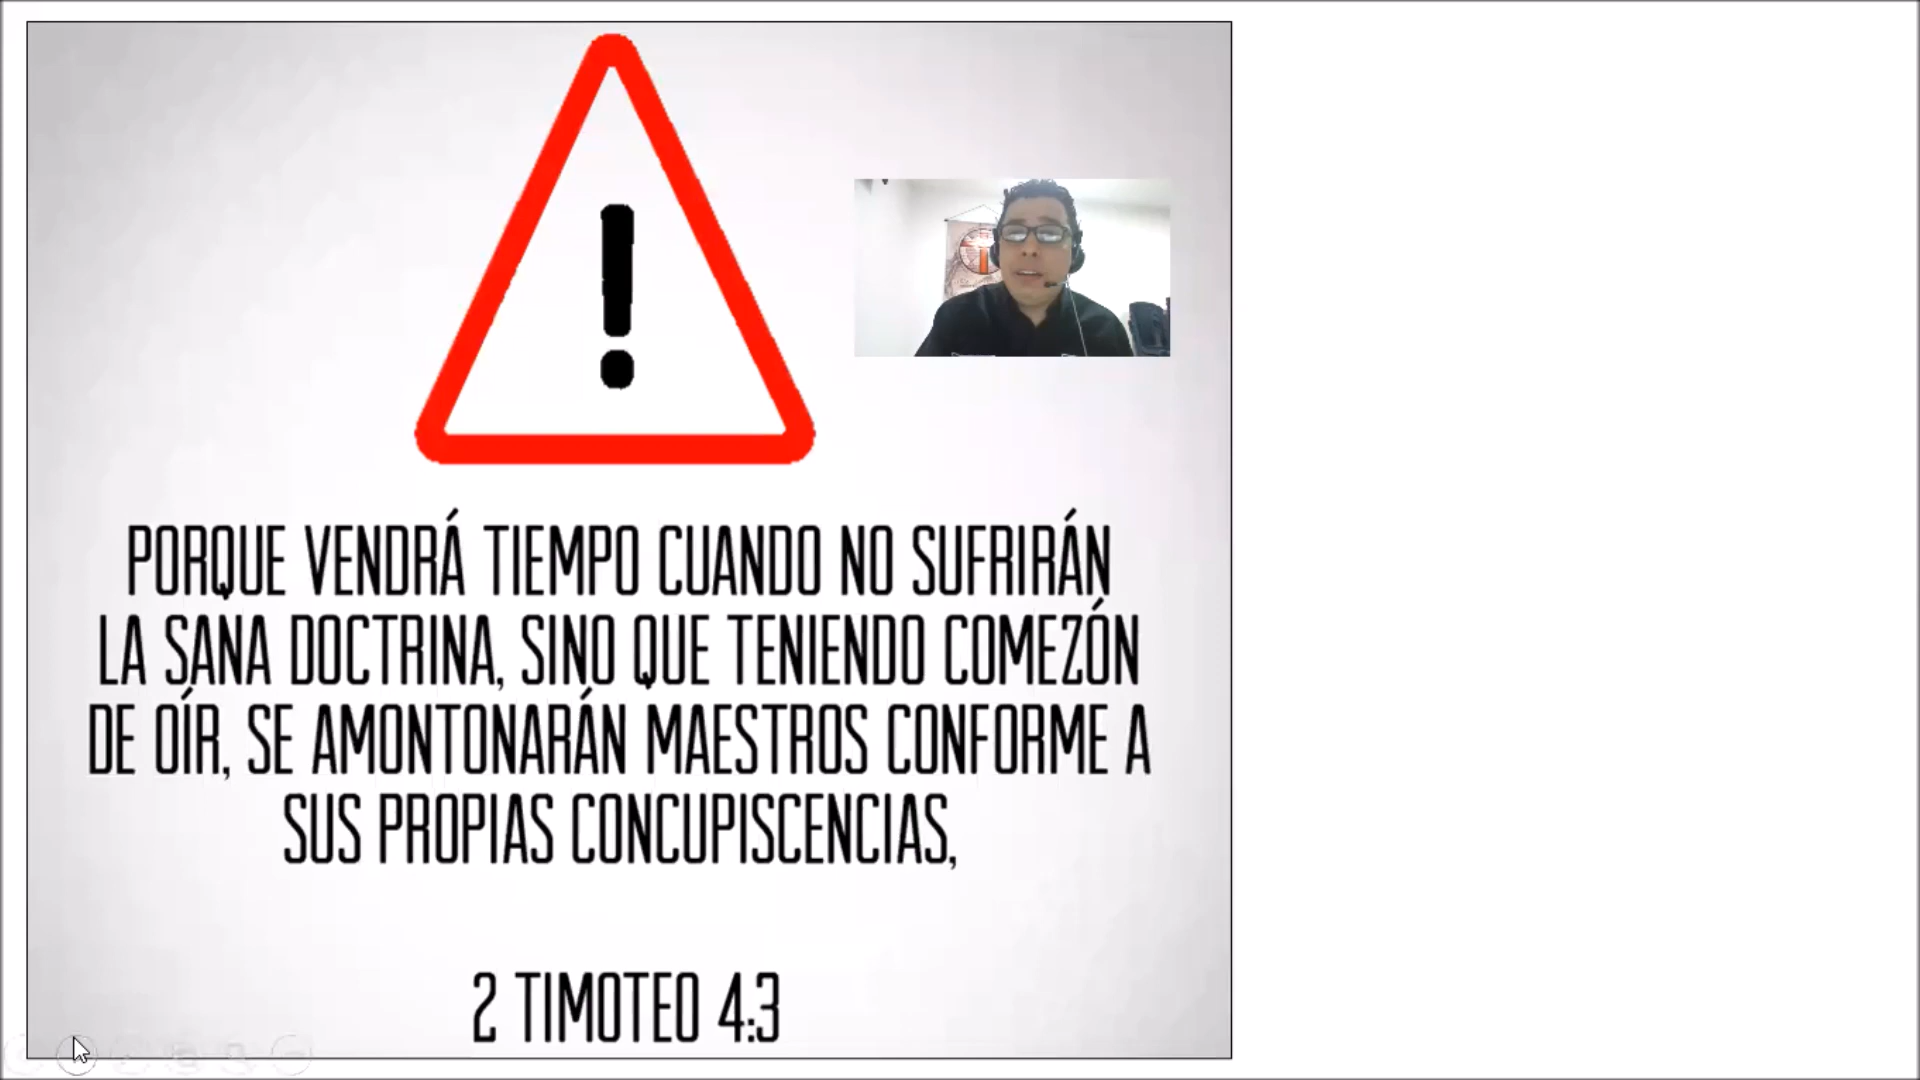 PORQUE VENDRÁ TIEMPO CUANDO NO SUFRIRÁN
LA SANA DOCTRINA, SINO QUE TENIENDO COMEZÓN
DE OÍR, SE AMONTONARÁN MAESTROS CONFORME A
SUS PROPIAS CONCUPISCENCIAS,
2 TIMOTEO 4:3